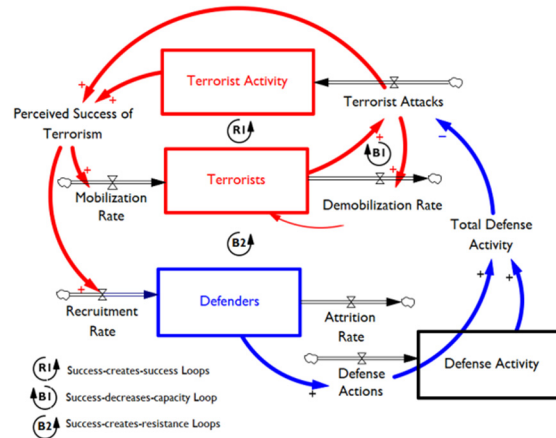 +
Terrorist Activity
Terrorist Attacks
+
+
Perceived Success of
Terrorism
R1
+
B1
−
+
Mobilization
Rate
Terrorists
+
Demobilization Rate
B2
Total Defense
Activity
+
Recruitment
Rate
Defenders
Attrition
Rate
+
+
Defense Activity
+
Defense
Actions
R1 Success-creates-success Loops
B1 Success-decreases-capacity Loop
B2 Success-creates-resistance Loops